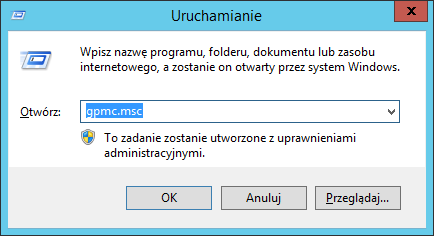 Uruchamianie
Wpisz nazwę programu, folderu, dokumentu lub zasobu
internetowego, a zostanie on otwarty przez system Windows.
Otwórz: gpmc.msc
To zadanie zostanie utworzone z uprawnieniami
administracyjnymi.
OK Anuluj Przeglądaj...